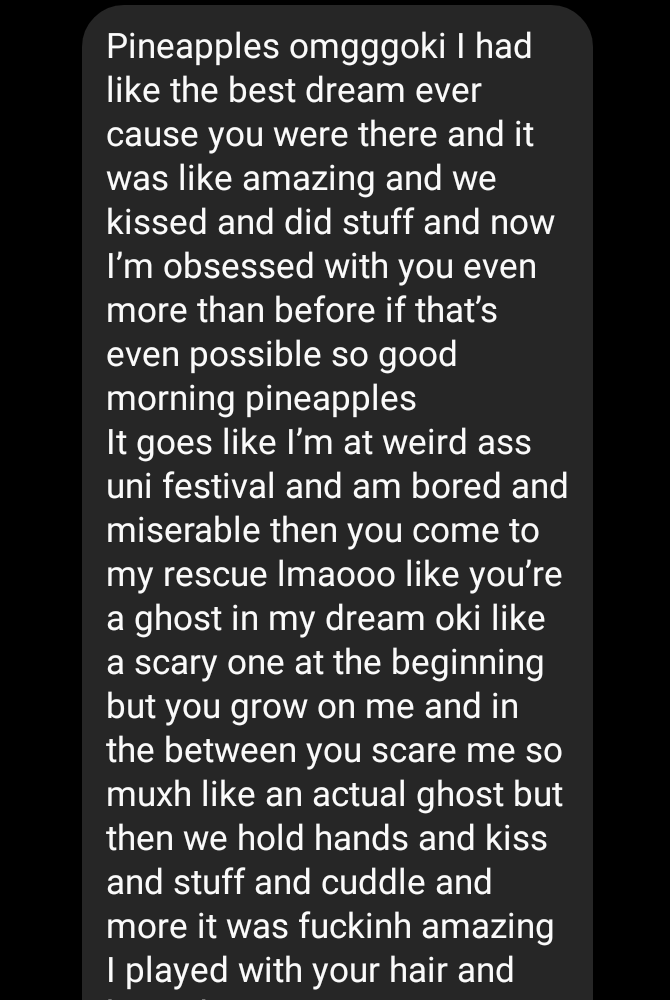 Pineapples omgggoki I had
like the best dream ever
cause you were there and it
was like amazing and we
kissed and did stuff and now
I’m obsessed with you even
more than before if that’s
even possible so good
morning pineapples
It goes like I’m at weird ass
uni festival and am bored and
miserable then you come to
my rescue lmaooo like you’re
a ghost in my dream oki like
a scary one at the beginning
but you grow on me and in
the between you scare me so
muxh like an actual ghost but
then we hold hands and kiss
and stuff and cuddle and
more it was fuckinh amazing
I played with your hair and